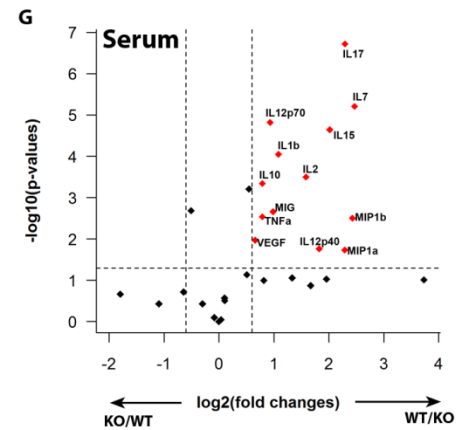 G
Serum
7
6
5
4
3
2
1
0
-log10(p-values)
IL17
IL7
IL12p70
IL15
IL1b
IL2
IL10
MIG
TNFa
MIP1b
VEGF
IL12p40
MIP1a
-2 -1 0 1 2 3 4
log2(fold changes)
KO/WT WT/KO